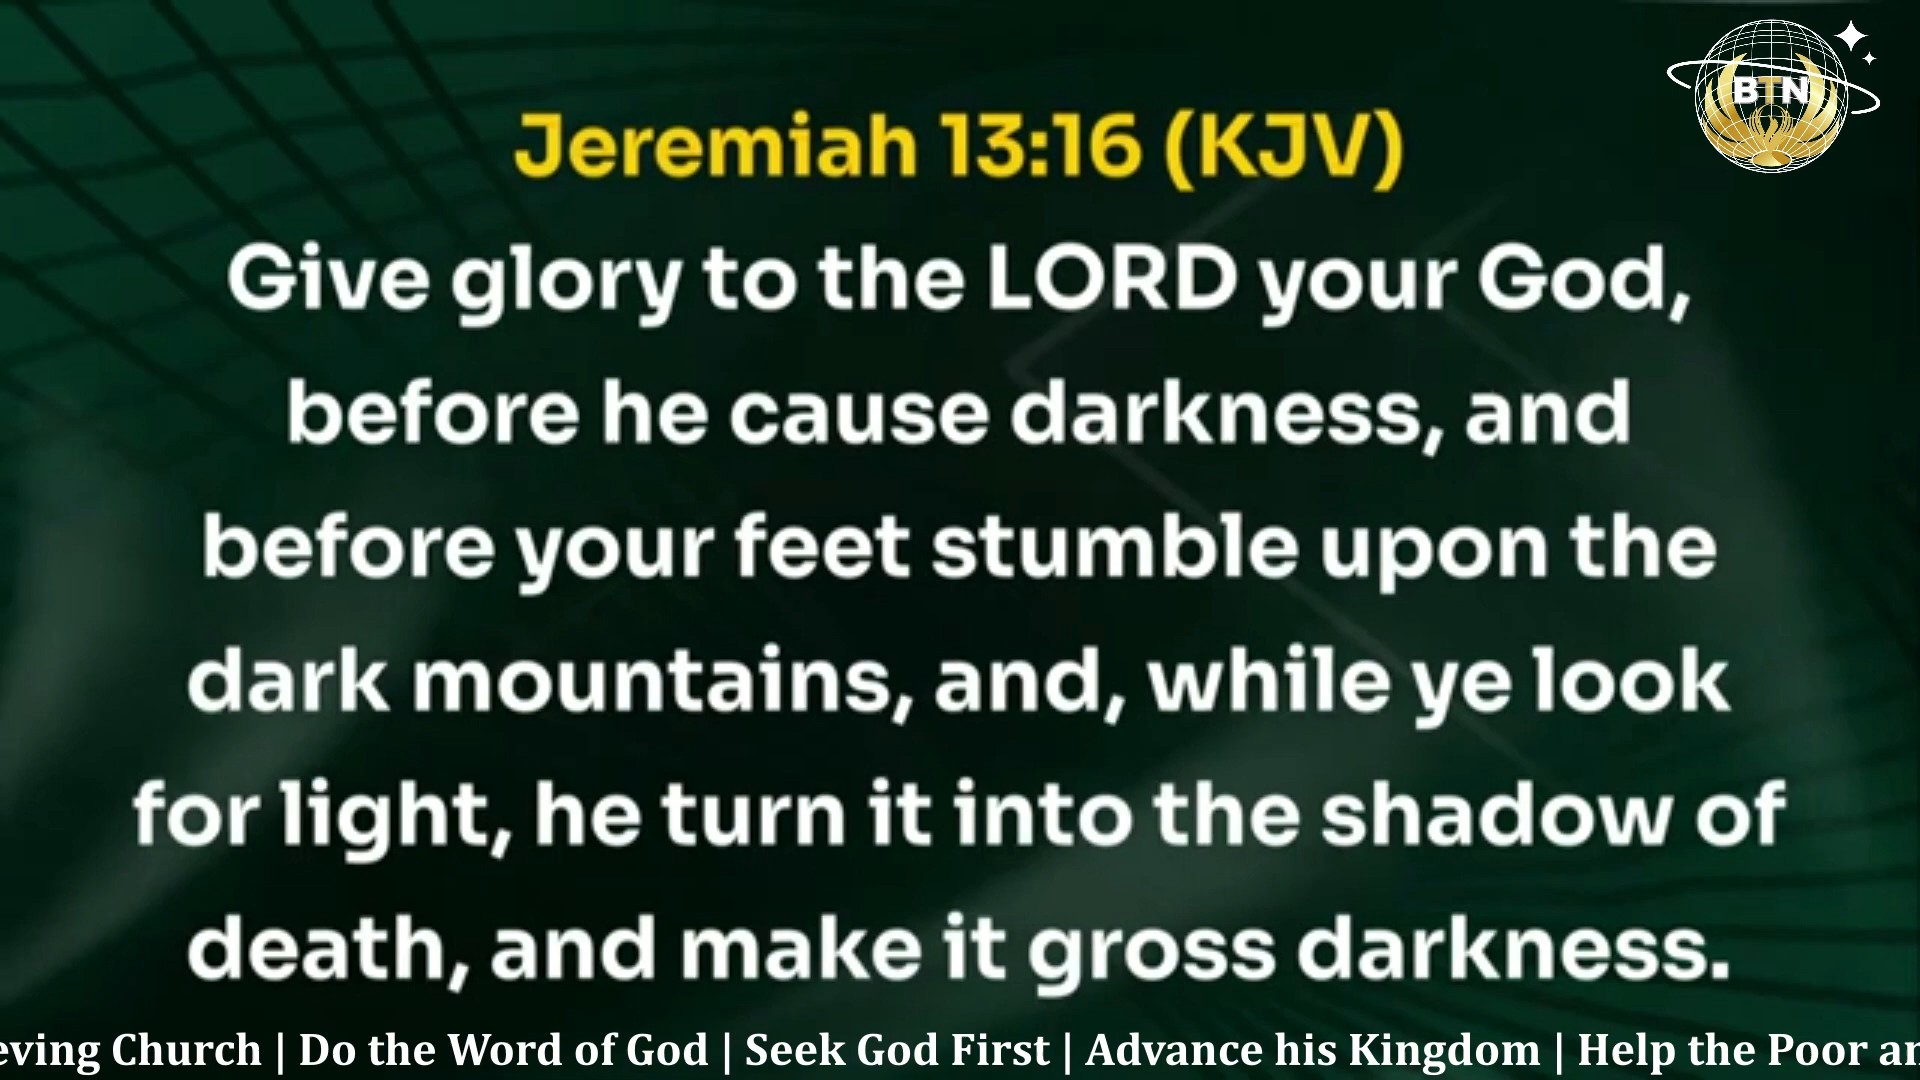 BTN
Jeremiah 13:16 (KJV)
Give glory to the LORD your God,
before he cause darkness, and
before your feet stumble upon the
dark mountains, and, while ye look
for light, he turn it into the shadow of
death, and make it gross darkness.
eving Church | Do the Word of God | Seek God First | Advance his Kingdom | Help the Poor an